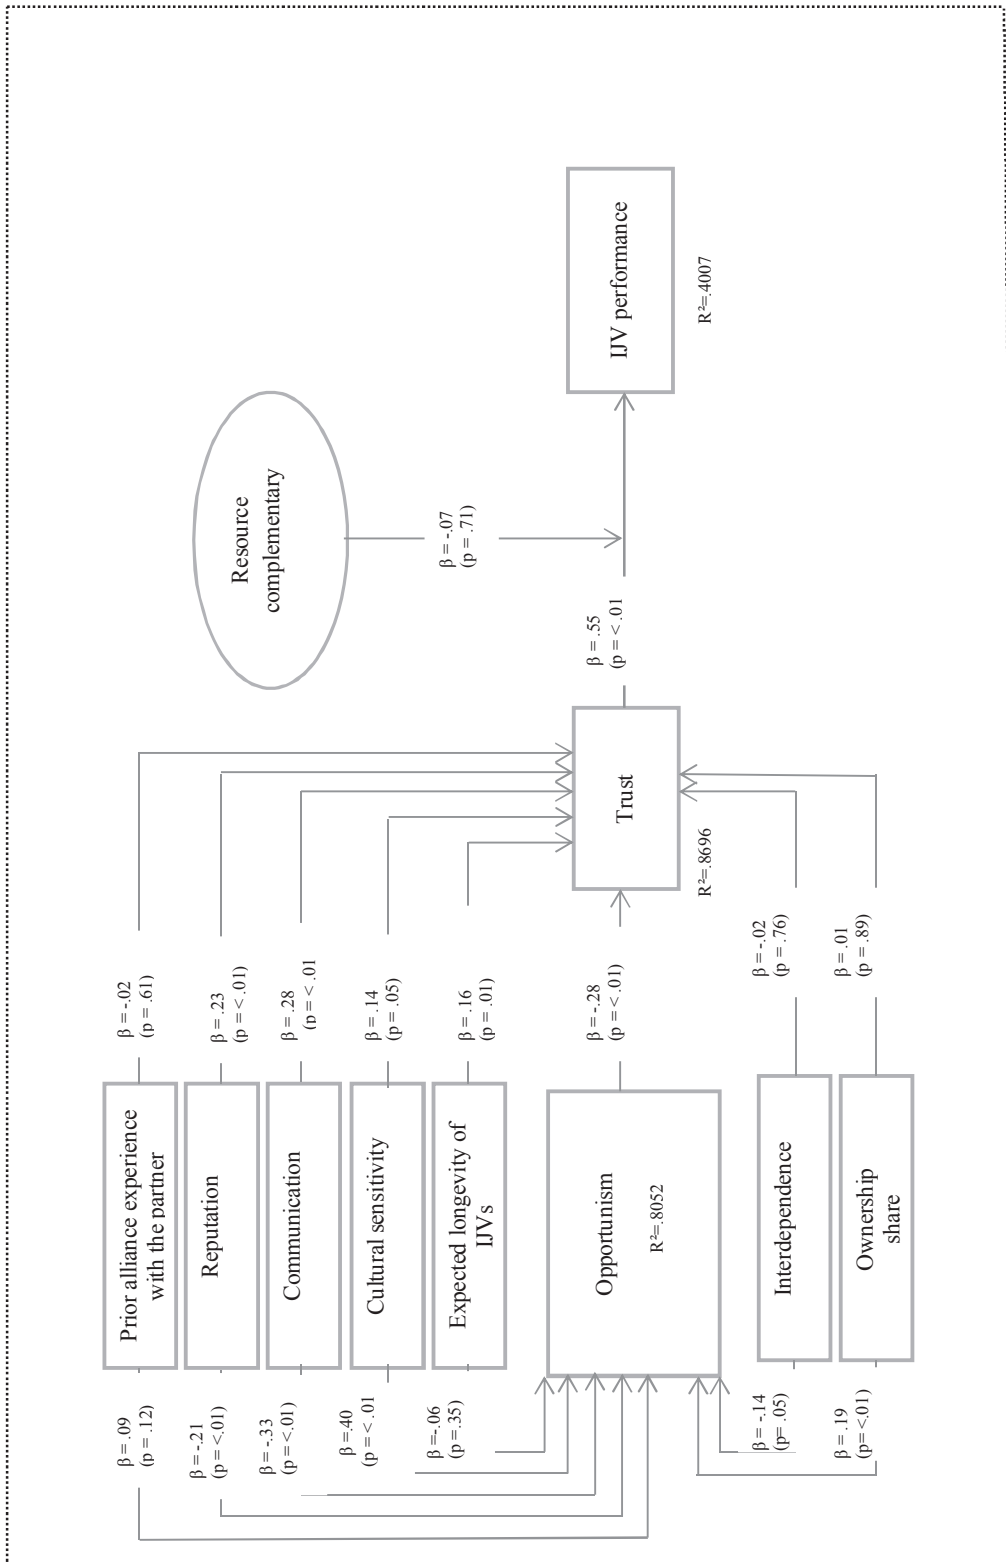 β = .09
(p = .12)
Prior alliance experience
with the partner
β = -.02
(p = .61)
β = -.21
(p = <.01)
Reputation
β = .23
(p = < .01)
β = -.33
(p = <.01)
Communication
β = .28
(p = < .01
β = .40
(p = < .01
Cultural sensitivity
β = .14
(p = .05)
β = -.06
(p =.35)
Expected longevity of
IJVs
β = .16
(p = .01)
Opportunism
R²=.8052
β = -.28
(p = <.01)
Trust
R²=.8696
β = .55
(p = < .01
Resource
complementary
β = -.07
(p = .71)
IJV performance
R²=.4007
β = -.14
(p= .05)
Interdependence
β = -.02
(p = .76)
β = .19
(p= <.01)
Ownership
share
β = .01
(p = .89)